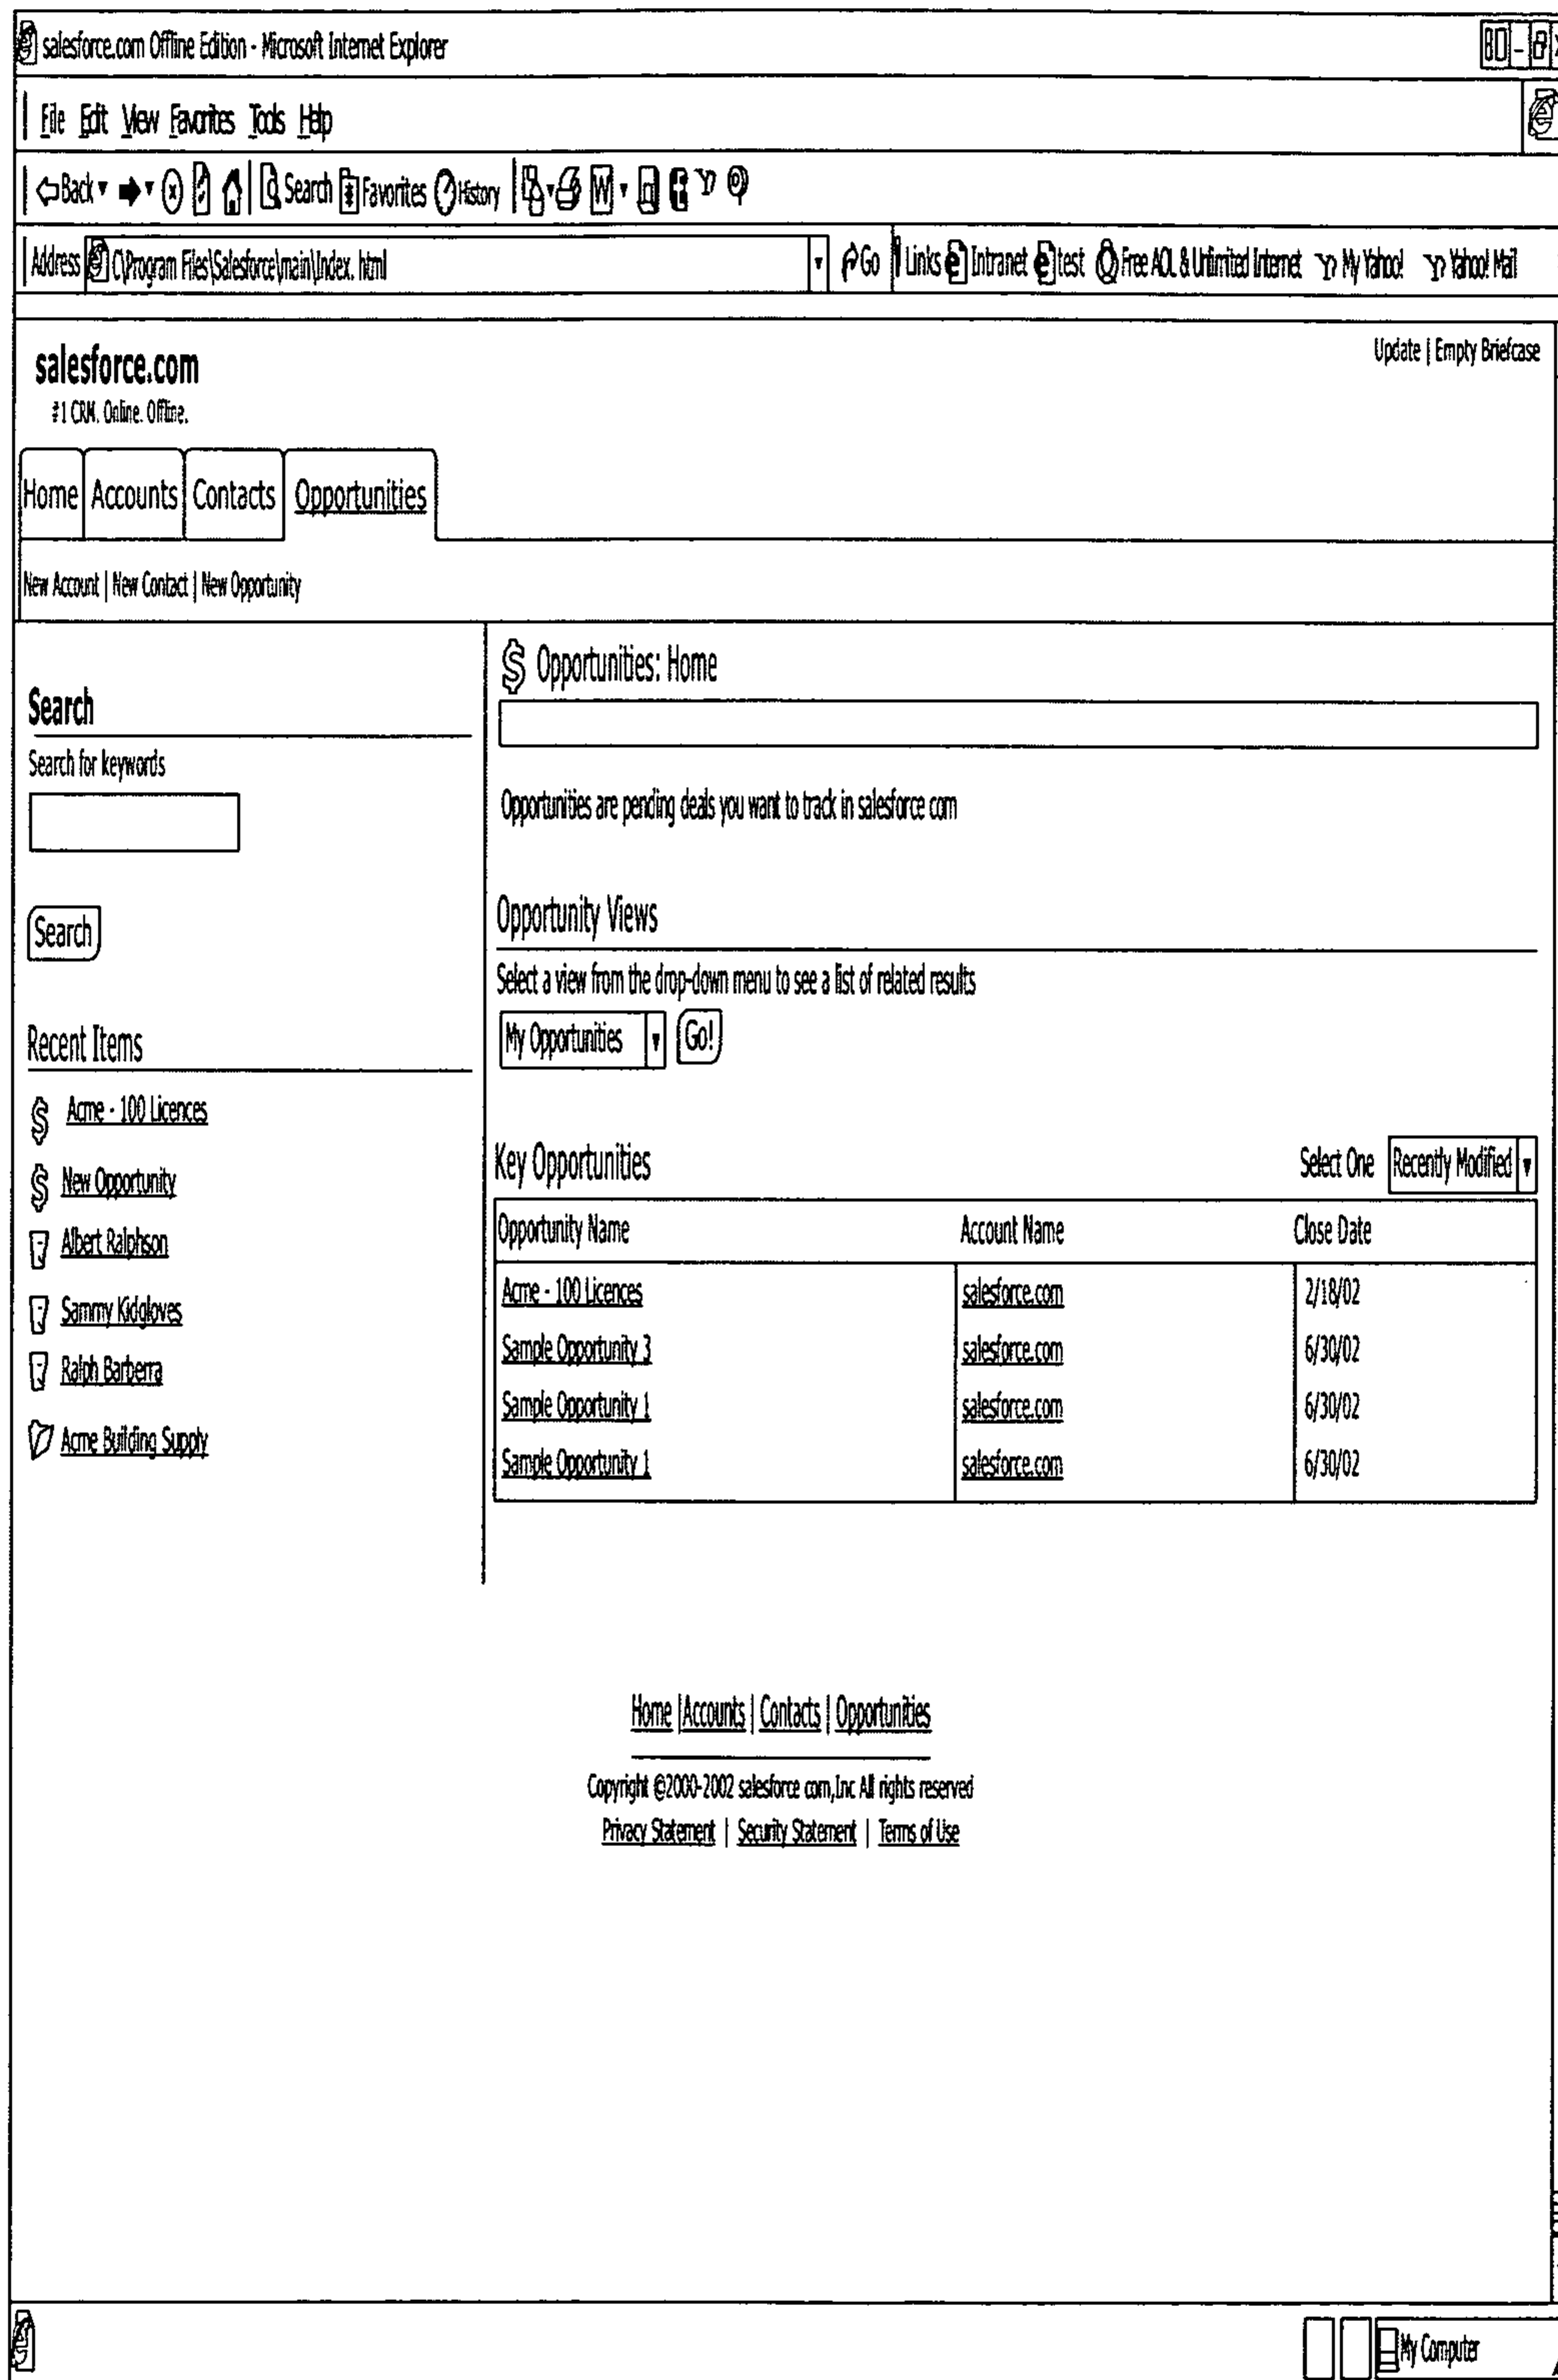 salesforce.com Offline Edition - Microsoft Internet Explorer
File Edit View Favorites Tools Help
Back Search Favorites History W
Address C\Program Files\Salesforce\main\Index. html Go Links Intranet test Free AOL & Unlimited Internet My Yahoo! Yahoo! Mail
salesforce.com
Update | Empty Briefcase
#1 CRM. Online. Offline.
Home Accounts Contacts Opportunities
New Account | New Contact | New Opportunity
Search
Search for keywords
Search
Recent Items
$ Acme - 100 Licences
$ New Opportunity
Albert Ralphson
Sammy Kidgloves
Ralph Barberra
Acme Building Supply
$ Opportunities: Home
Opportunities are pending deals you want to track in salesforce com
Opportunity Views
Select a view from the drop-down menu to see a list of related results
My Opportunities Go!
Key Opportunities Select One Recently Modified
Opportunity Name Account Name Close Date
Acme - 100 Licences salesforce.com 2/18/02
Sample Opportunity 3 salesforce.com 6/30/02
Sample Opportunity 1 salesforce.com 6/30/02
Sample Opportunity 1 salesforce.com 6/30/02
Home |Accounts | Contacts | Opportunities
Copyright ©2000-2002 salesforce com,Inc All rights reserved
Privacy Statement | Security Statement | Terms of Use
My Computer